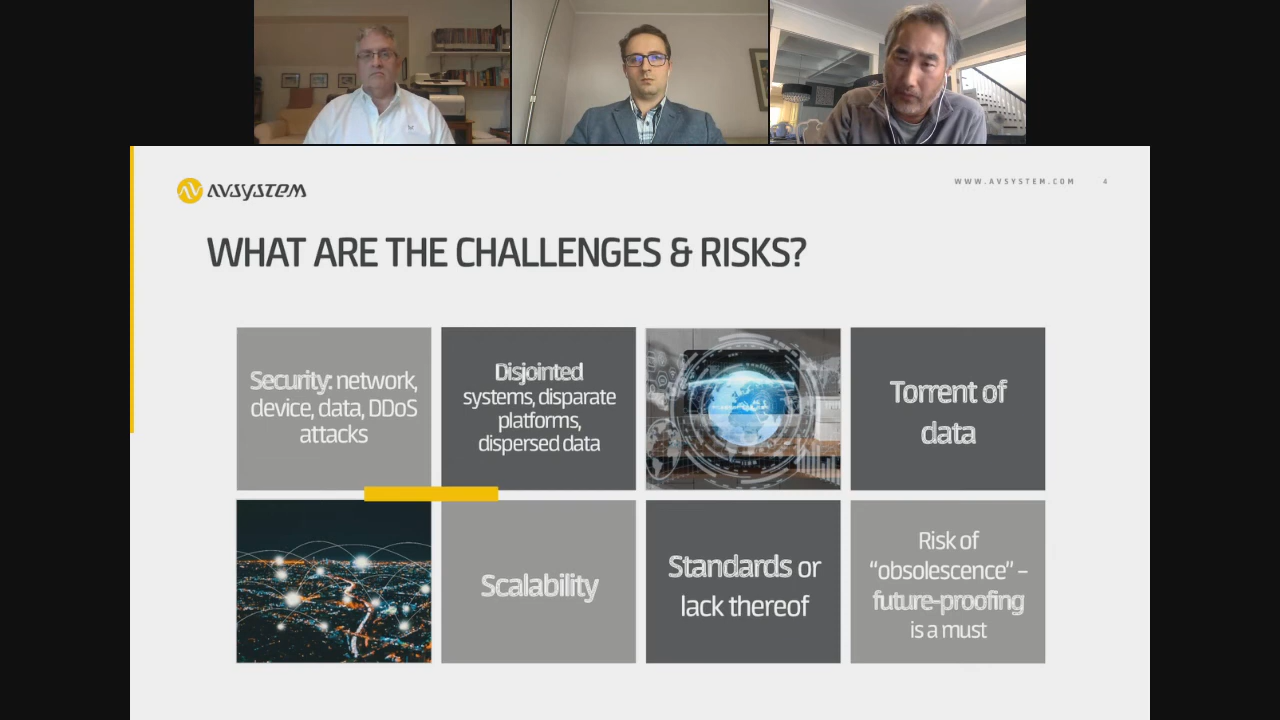 AVSYSTEM
WWW.AVSYSTEM.COM 4
WHAT ARE THE CHALLENGES & RISKS?
Security: network,
device, data, DDoS
attacks
Disjointed
systems, disparate
platforms,
dispersed data
Torrent of
data
Scalability
Standards or
lack thereof
Risk of
“obsolescence” –
future-proofing
is a must